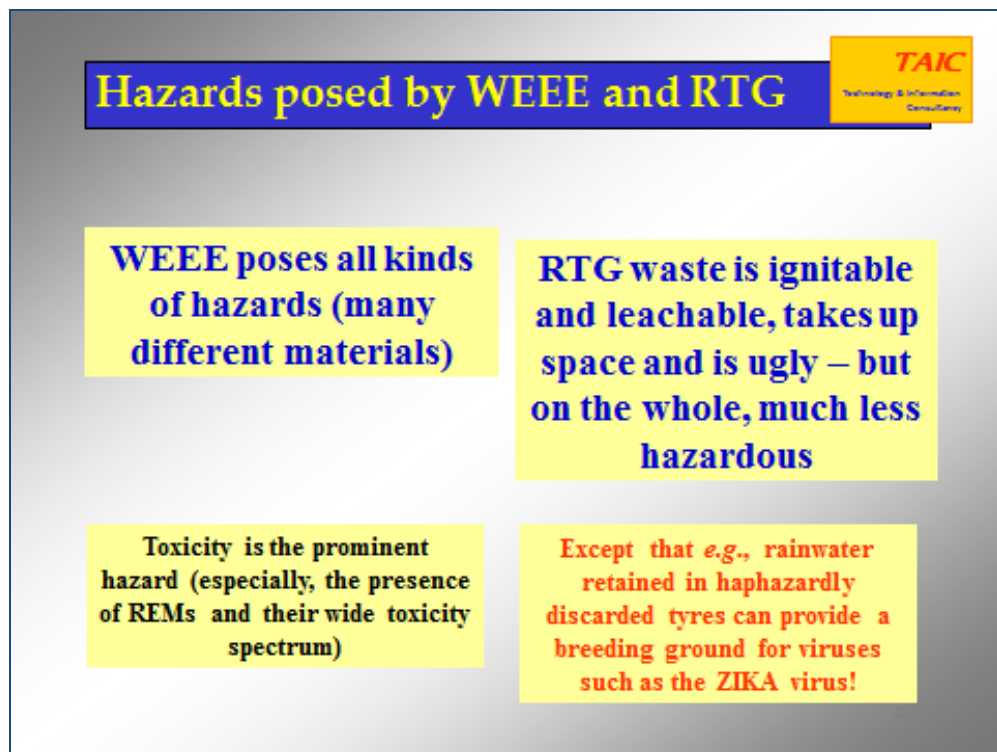 Hazards posed by WEEE and RTG
TAIC
Technology & Information
Consultancy
WEEE poses all kinds
of hazards (many
different materials)
RTG waste is ignitable
and leachable, takes up
space and is ugly – but
on the whole, much less
hazardous
Toxicity is the prominent
hazard (especially, the presence
of REMs and their wide toxicity
spectrum)
Except that e.g., rainwater
retained in haphazardly
discarded tyres can provide a
breeding ground for viruses
such as the ZIKA virus!